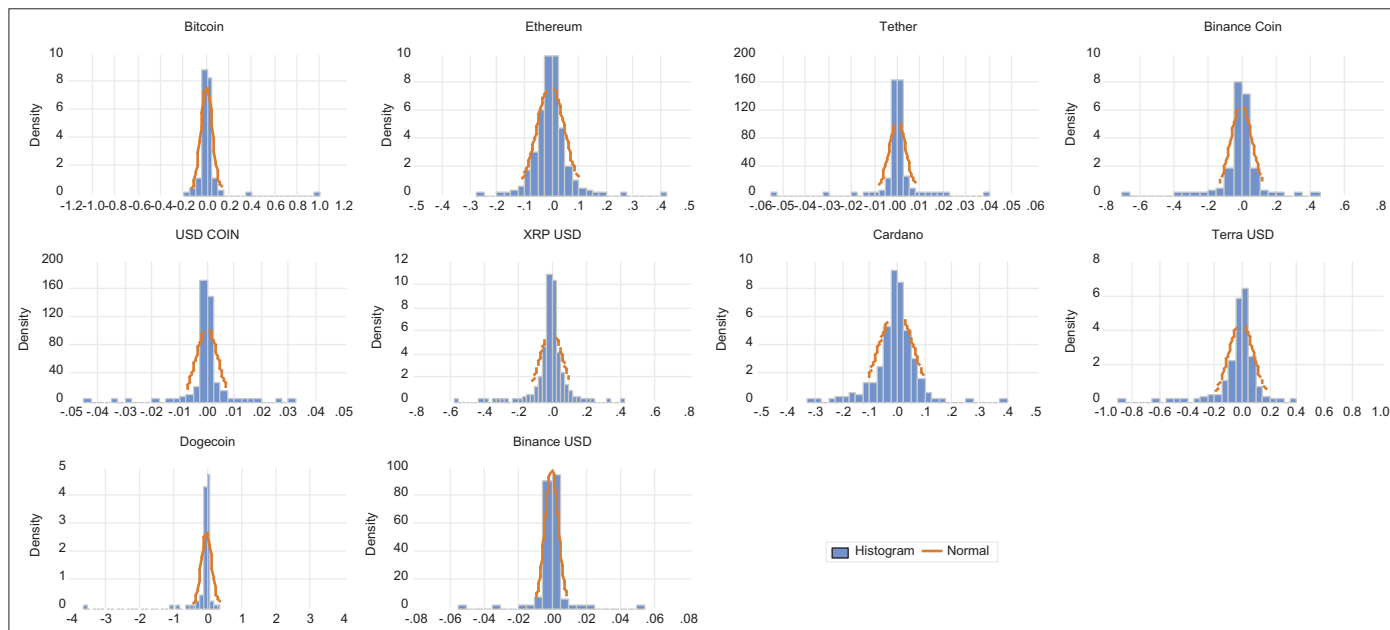 Bitcoin
Ethereum
Tether
Binance Coin
10
8
6
4
2
0
Density
-1.2-1.0-0.8 -0.6 -0.4 -0.2 0.0 0.2 0.4 0.6 0.8 1.0 1.2
10
8
6
4
2
0
Density
-.5 -.4 -.3 -.2 -.1 .0 .1 .2 .3 .4 .5
200
160
120
80
40
0
Density
-.06-.05-.04 -.03 -.02 -.01.00 .01 .02 .03 .04 .05 .06
10
8
6
4
2
0
Density
-.8 -.6 -.4 -.2 .0 .2 .4 .6 .8
USD COIN
XRP USD
Cardano
Terra USD
200
160
120
80
40
0
Density
-.05 -.04 -.03 -.02 -.01 .00 .01 .02 .03 .04 .05
12
10
8
6
4
2
0
Density
-.8 -.6 -.4 -.2 .0 .2 .4 .6 .8
10
8
6
4
2
0
Density
-.5 -.4 -.3 -.2 -.1 .0 .1 .2 .3 .4 .5
8
6
4
2
0
Density
-1.0 -0.8 -0.6 -0.4 -0.2 0.0 0.2 0.4 0.6 0.8 1.0
Dogecoin
Binance USD
5
4
3
2
1
0
Density
-4 -3 -2 -1 0 1 2 3 4
100
80
60
40
20
0
Density
-.08 -.06 -.04 -.02 .00 .02 .04 .06 .08
Histogram Normal